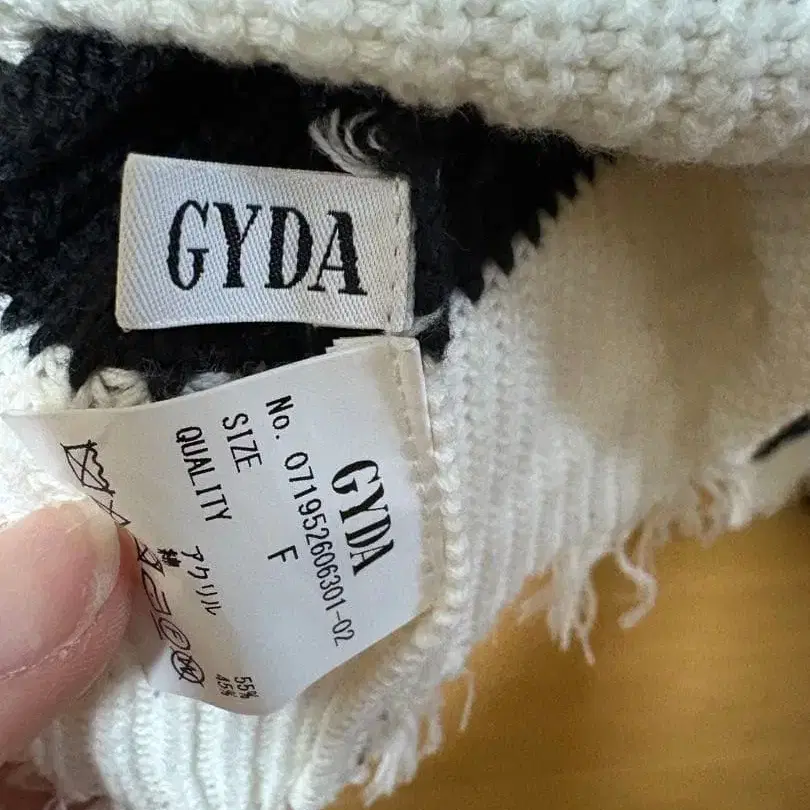 GYDA
GYDA
No. 071952606301-02
SIZE F
QUALITY アクリル 55%
綿 45%